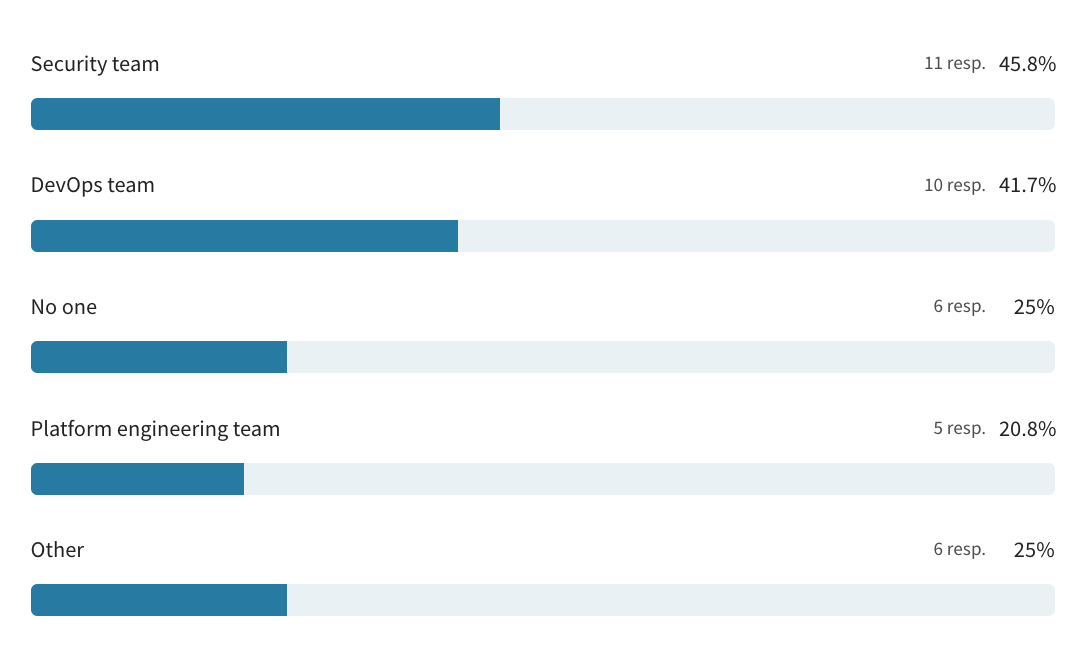 Security team 11 resp. 45.8%
DevOps team 10 resp. 41.7%
No one 6 resp. 25%
Platform engineering team 5 resp. 20.8%
Other 6 resp. 25%